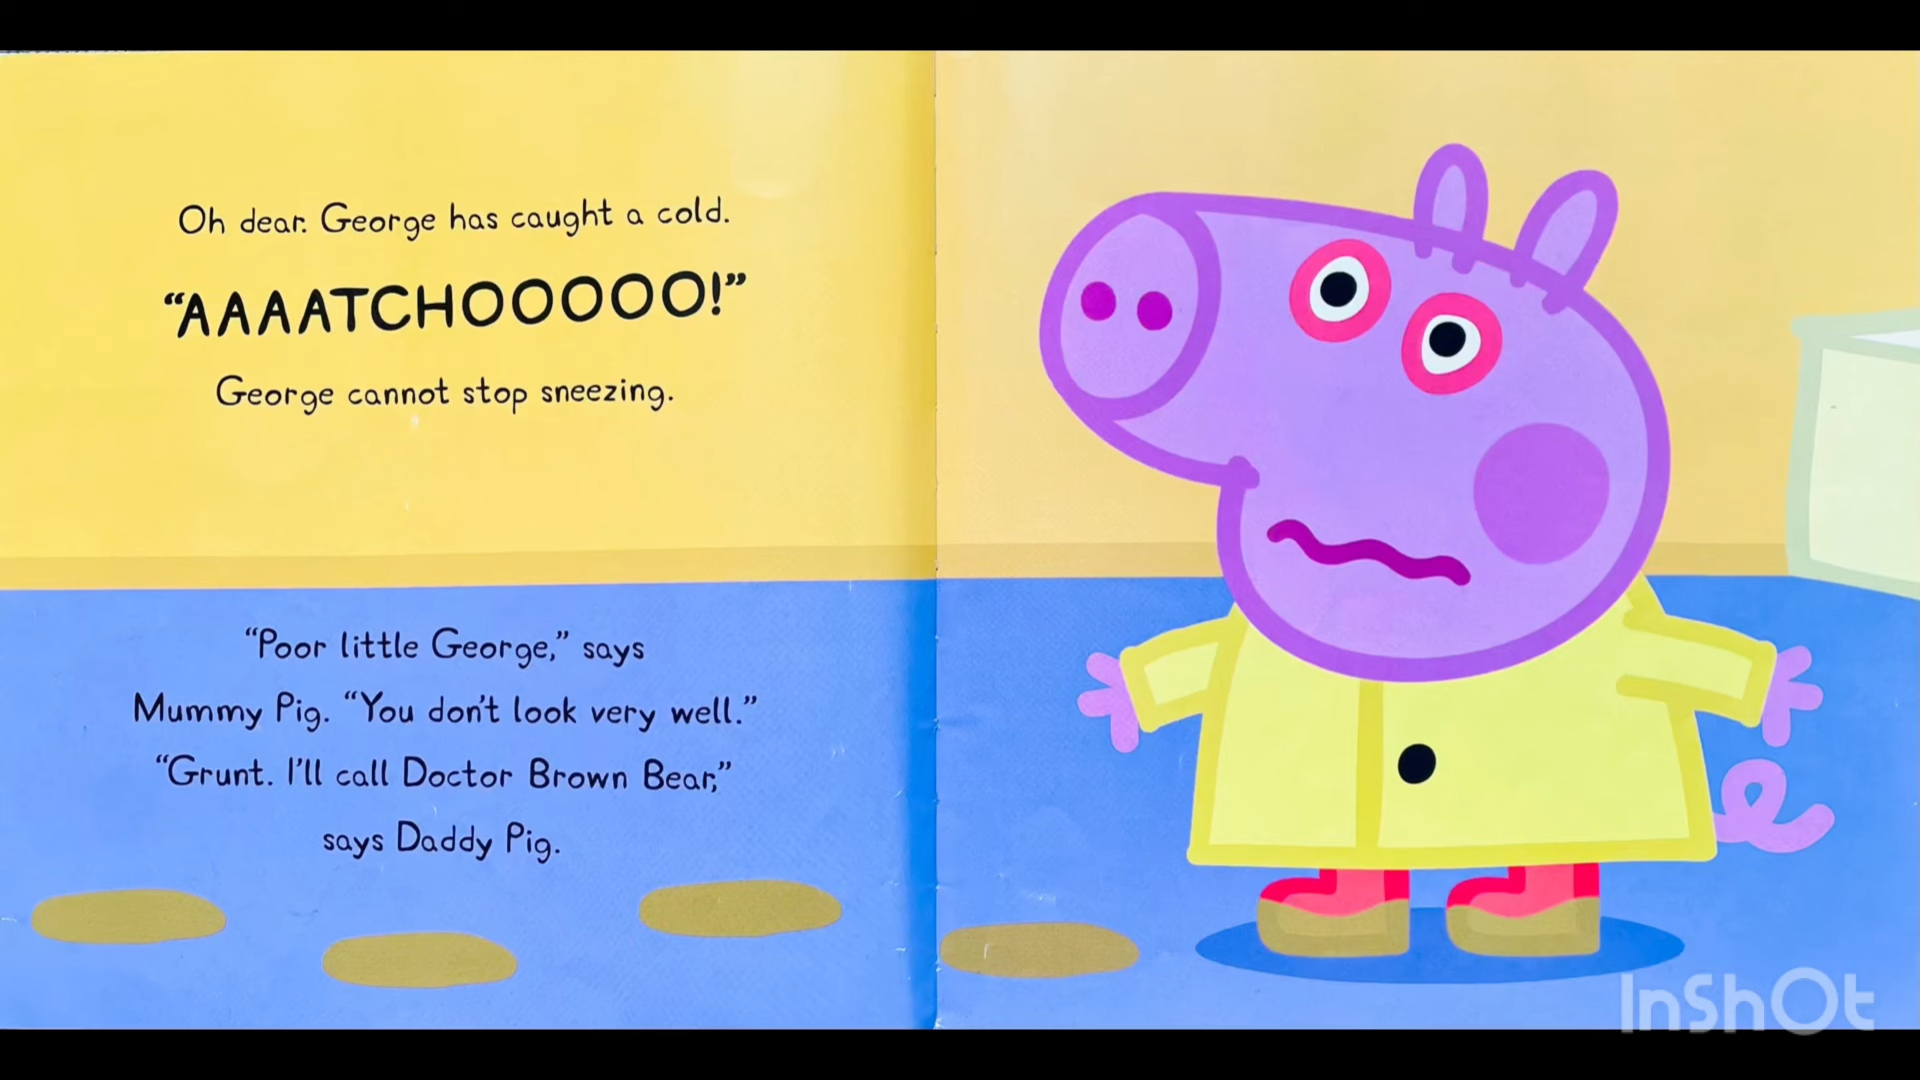 Oh dear. George has caught a cold.
“AAAATCHOOOOO!”
George cannot stop sneezing.
“Poor little George,” says
Mummy Pig. “You don’t look very well.”
“Grunt. I’ll call Doctor Brown Bear,”
says Daddy Pig.
InShOt